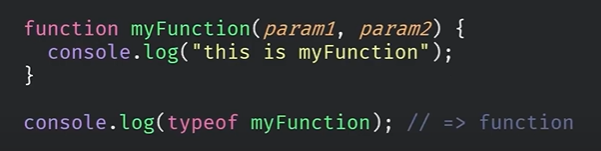 function myFunction(param1, param2) {
  console.log("this is myFunction");
}
console.log(typeof myFunction); // => function